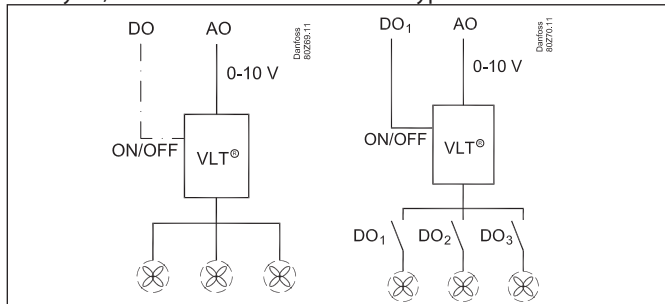 DO
AO
Danfoss
80Z69.11
0-10 V
ON/OFF
VLT®
DO₁
AO
Danfoss
80Z70.11
0-10 V
ON/OFF
VLT®
DO₁
DO₂
DO₃